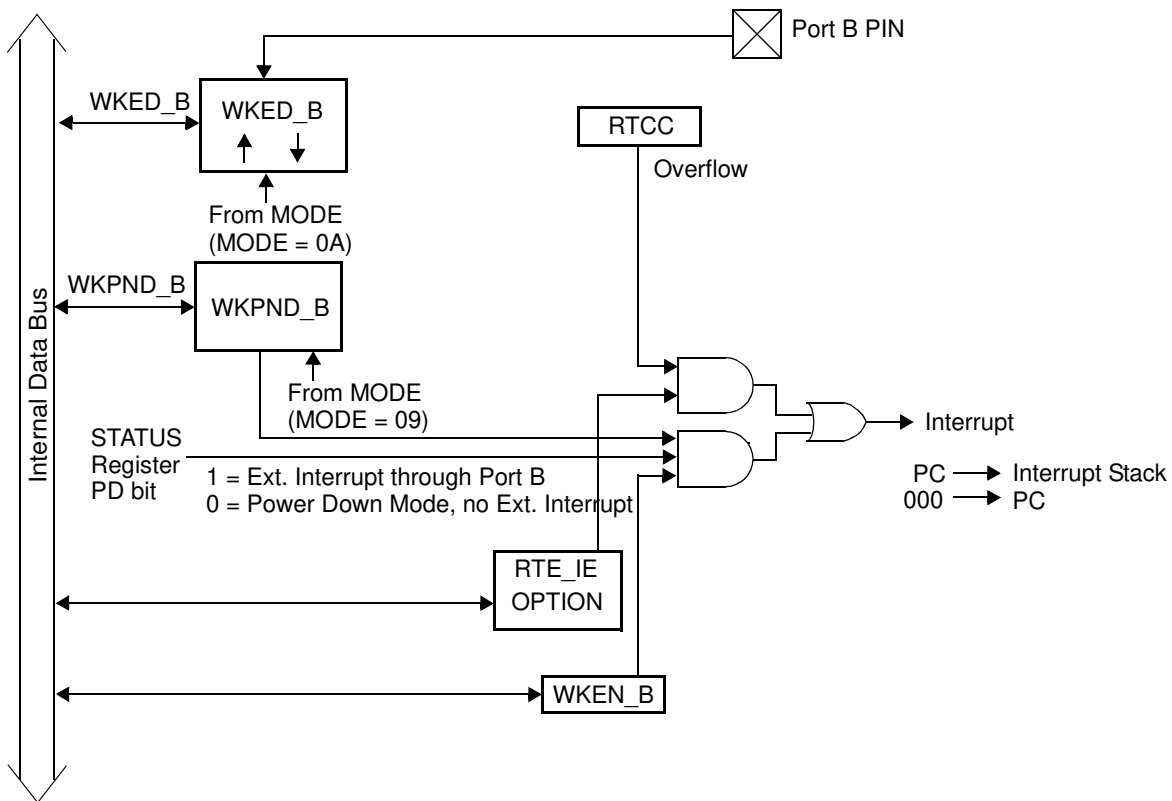 Port B PIN
WKED_B
WKED_B
RTCC
Overflow
From MODE
(MODE = 0A)
WKPND_B
WKPND_B
Internal Data Bus
From MODE
(MODE = 09)
STATUS
Register
PD bit
1 = Ext. Interrupt through Port B
0 = Power Down Mode, no Ext. Interrupt
Interrupt
PC Interrupt Stack
000 PC
RTE_IE
OPTION
WKEN_B